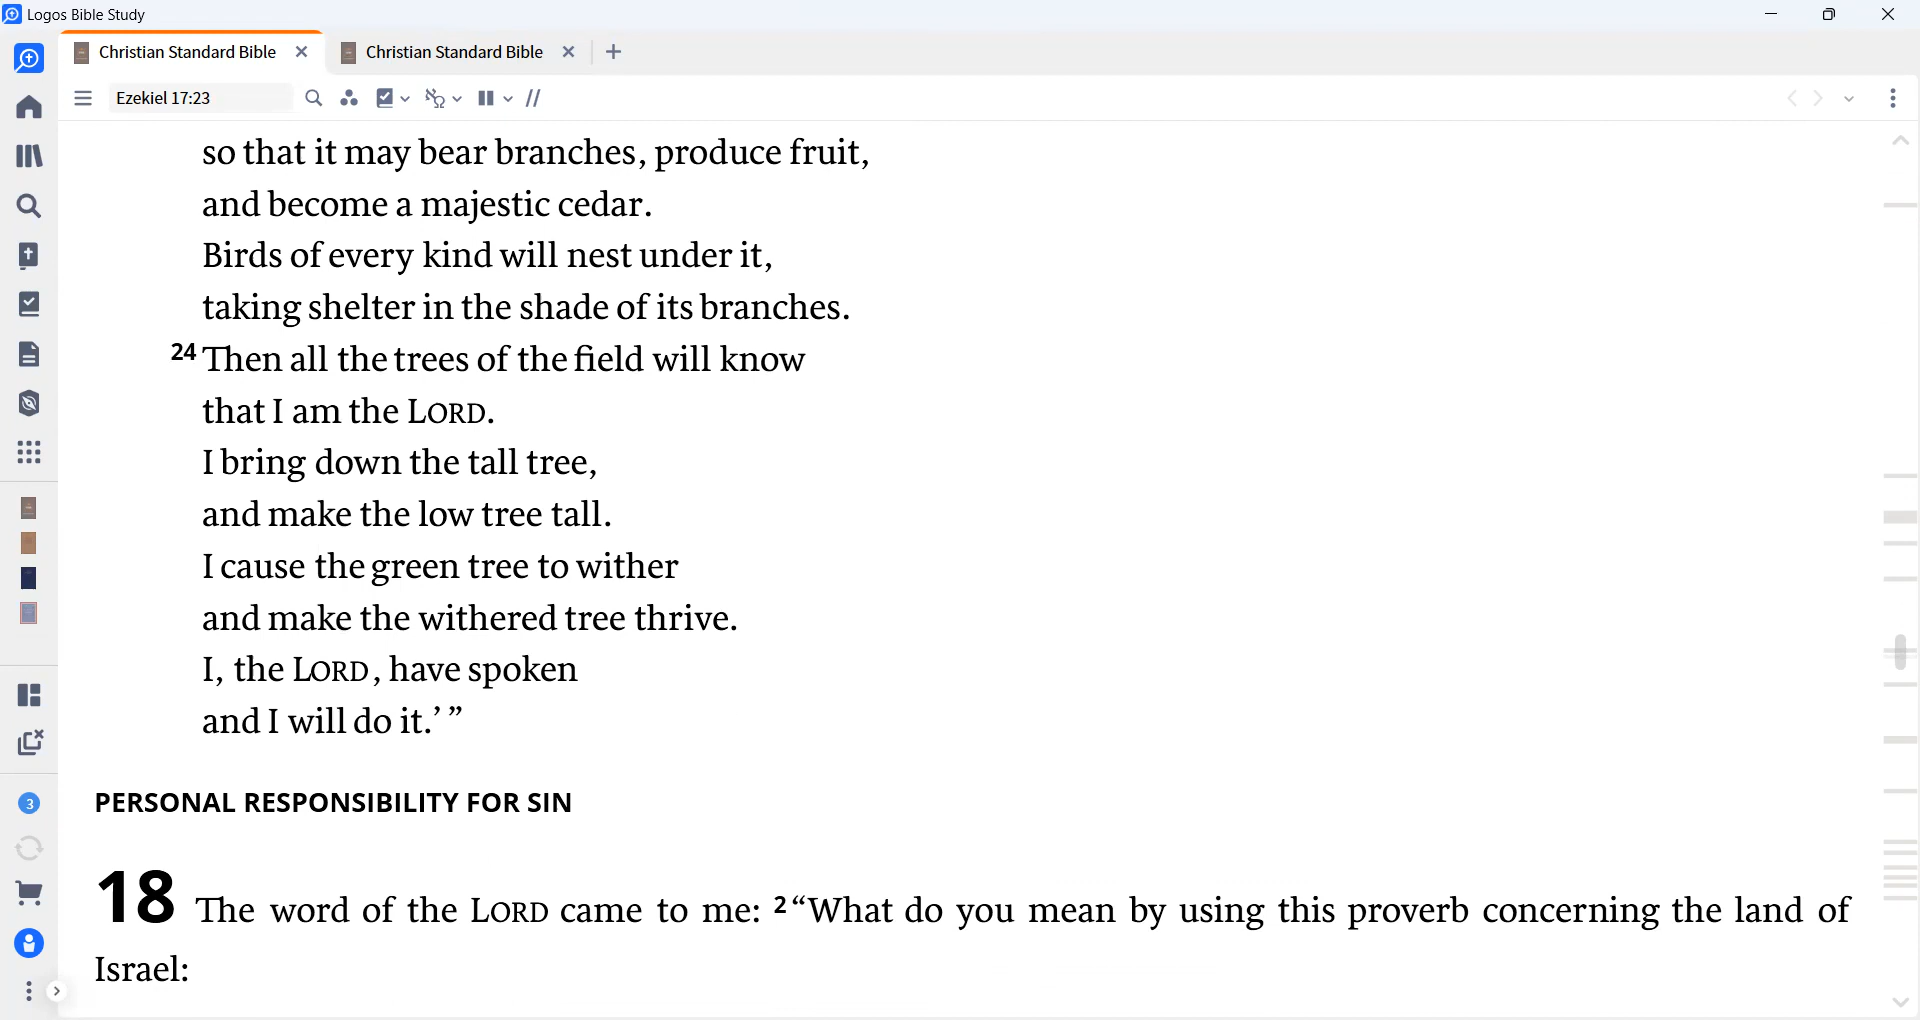 Logos Bible Study
Christian Standard Bible
Christian Standard Bible
Ezekiel 17:23
so that it may bear branches, produce fruit,
and become a majestic cedar.
Birds of every kind will nest under it,
taking shelter in the shade of its branches.
24 Then all the trees of the field will know
that I am the LORD.
I bring down the tall tree,
and make the low tree tall.
I cause the green tree to wither
and make the withered tree thrive.
I, the LORD, have spoken
and I will do it.’ ”
PERSONAL RESPONSIBILITY FOR SIN
18 The word of the LORD came to me: 2 “What do you mean by using this proverb concerning the land of
Israel:
3